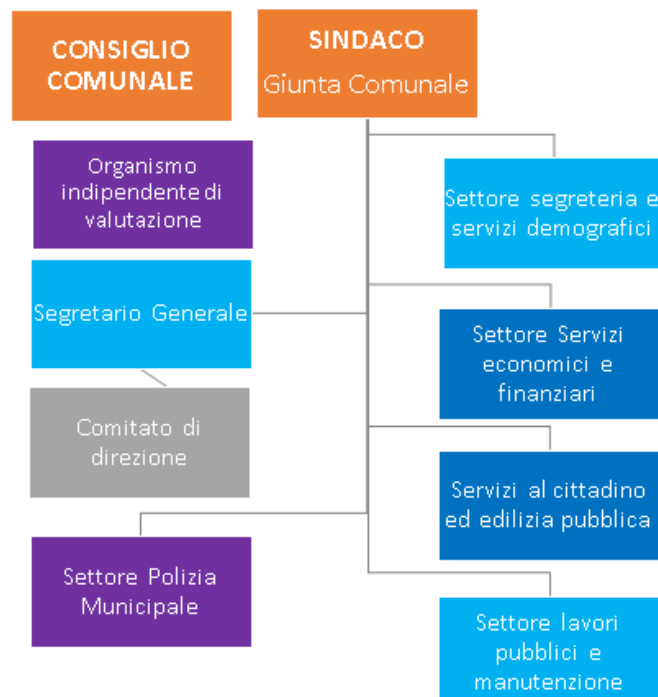 CONSIGLIO
COMUNALE
SINDACO
Giunta Comunale
Organismo
indipendente di
valutazione
Settore segreteria e
servizi demografici
Segretario Generale
Settore Servizi
economici e
finanziari
Comitato di
direzione
Servizi al cittadino
ed edilizia pubblica
Settore Polizia
Municipale
Settore lavori
pubblici e
manutenzione